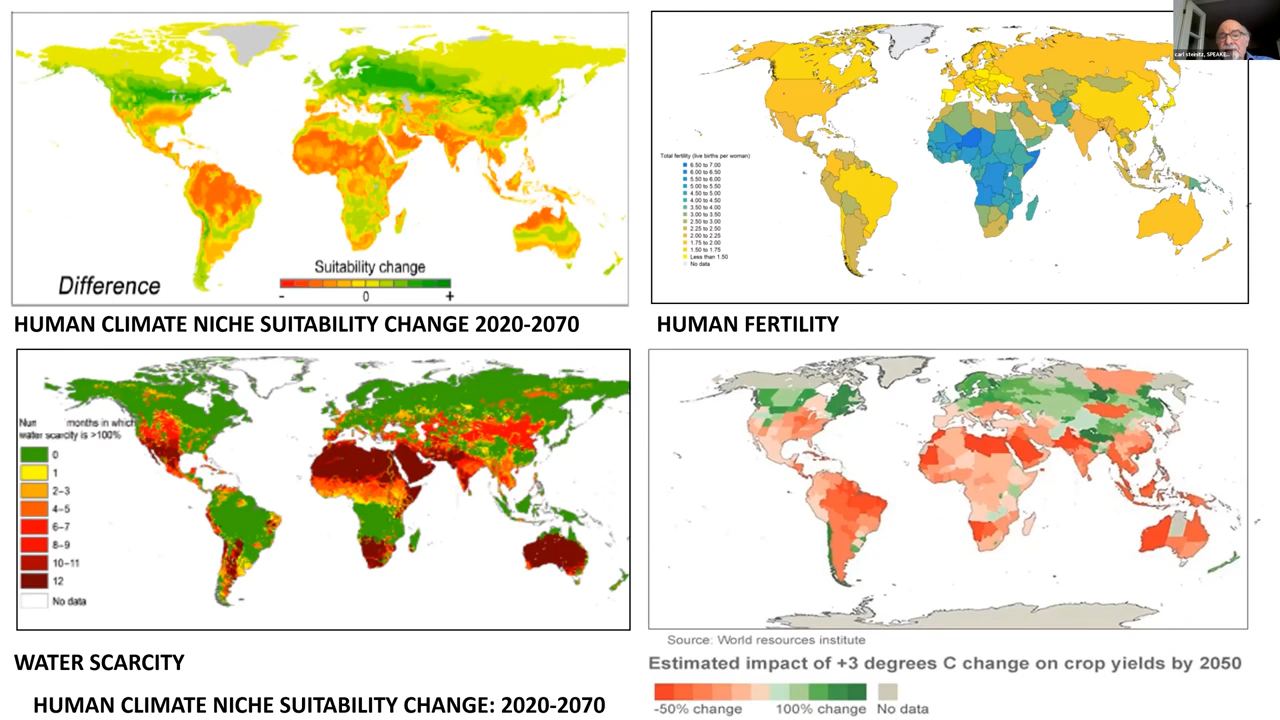 carl steinitz, SPEAKE...
Suitability change
- 0 +
Difference
HUMAN CLIMATE NICHE SUITABILITY CHANGE 2020-2070
Total fertility (live births per woman)
6.50 to 7.00
6.00 to 6.50
5.50 to 6.00
5.00 to 5.50
4.50 to 5.00
4.00 to 4.50
3.50 to 4.00
3.00 to 3.50
2.50 to 3.00
2.25 to 2.50
2.00 to 2.25
1.75 to 2.00
1.50 to 1.75
Less than 1.50
No data
HUMAN FERTILITY
months in which
water scarcity is >100%
0
1
2–3
4–5
6–7
8–9
10–11
12
No data
WATER SCARCITY
HUMAN CLIMATE NICHE SUITABILITY CHANGE: 2020-2070
Source: World resources institute
Estimated impact of +3 degrees C change on crop yields by 2050
-50% change 100% change No data